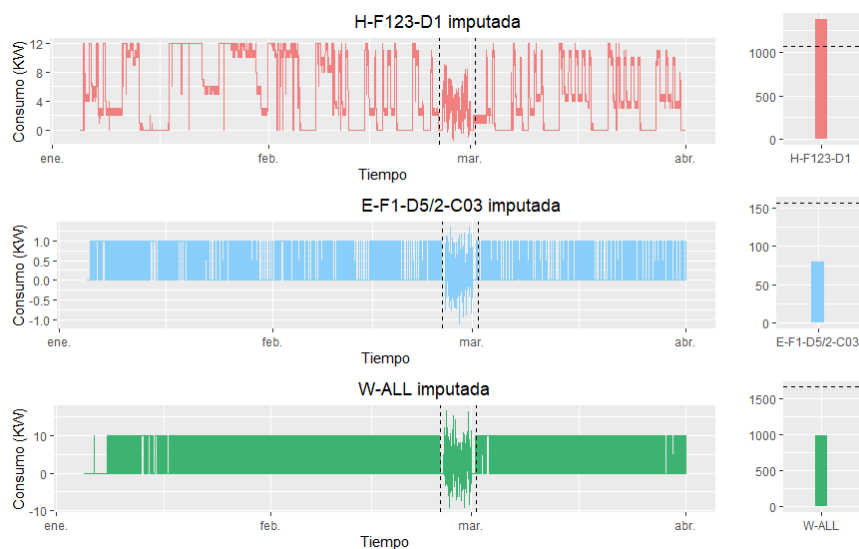 H-F123-D1 imputada
Consumo (KW)
12
8
4
0
ene.
feb.
mar.
abr.
Tiempo
1000
500
0
H-F123-D1
E-F1-D5/2-C03 imputada
Consumo (KW)
1.0
0.5
0.0
-0.5
-1.0
ene.
feb.
mar.
abr.
Tiempo
150
100
50
0
E-F1-D5/2-C03
W-ALL imputada
Consumo (KW)
10
0
-10
ene.
feb.
mar.
abr.
Tiempo
1500
1000
500
0
W-ALL